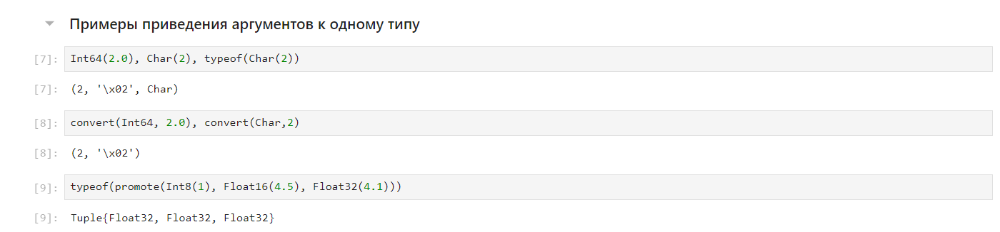 Примеры приведения аргументов к одному типу
[7]: Int64(2.0), Char(2), typeof(Char(2))
[7]: (2, '\x02', Char)
[8]: convert(Int64, 2.0), convert(Char,2)
[8]: (2, '\x02')
[9]: typeof(promote(Int8(1), Float16(4.5), Float32(4.1)))
[9]: Tuple{Float32, Float32, Float32}